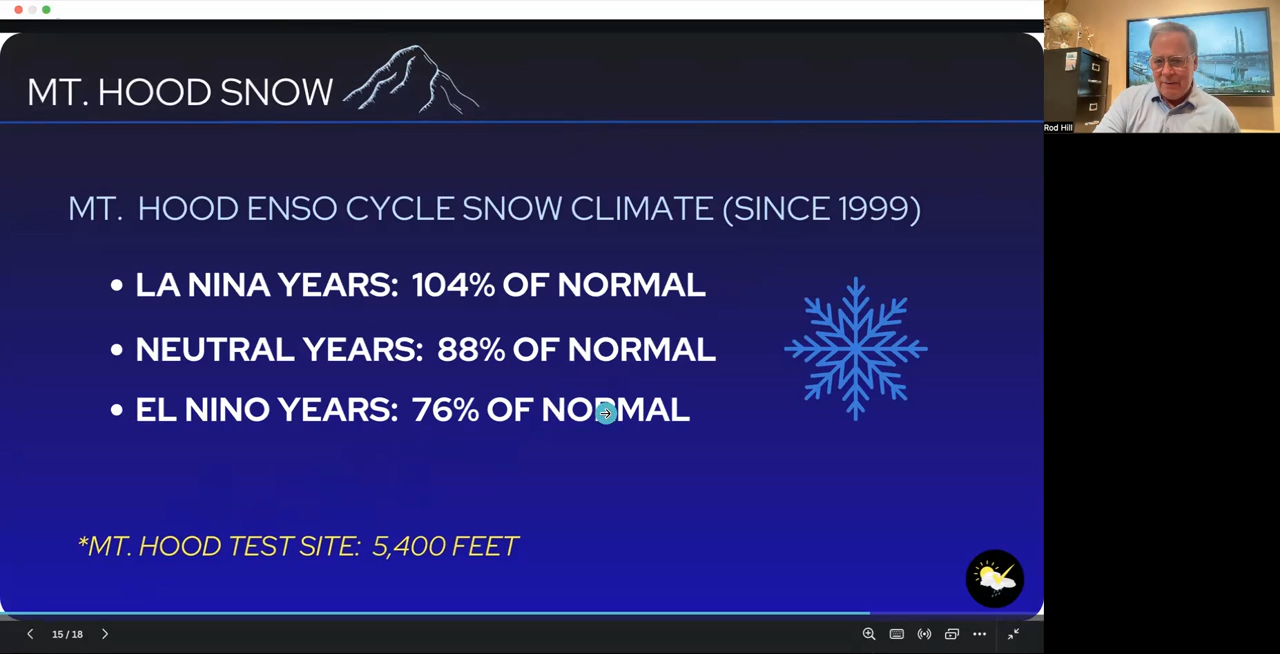 MT. HOOD SNOW
Rod Hill
MT. HOOD ENSO CYCLE SNOW CLIMATE (SINCE 1999)
• LA NINA YEARS: 104% OF NORMAL
• NEUTRAL YEARS: 88% OF NORMAL
• EL NINO YEARS: 76% OF NORMAL
*MT. HOOD TEST SITE: 5,400 FEET
15 / 18